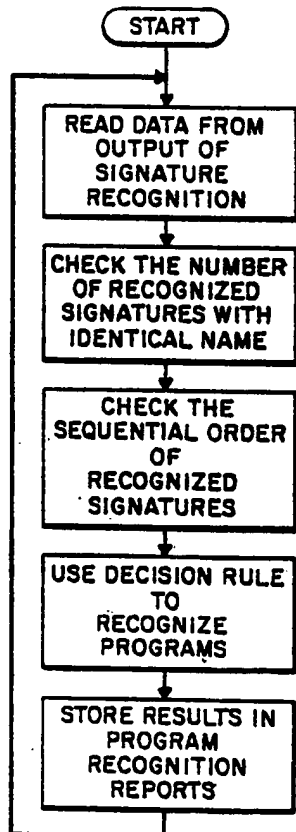 START
READ DATA FROM
OUTPUT OF
SIGNATURE
RECOGNITION
CHECK THE NUMBER
OF RECOGNIZED
SIGNATURES WITH
IDENTICAL NAME
CHECK THE
SEQUENTIAL ORDER
OF
RECOGNIZED
SIGNATURES
USE DECISION RULE
TO
RECOGNIZE
PROGRAMS
STORE RESULTS IN
PROGRAM
RECOGNITION
REPORTS